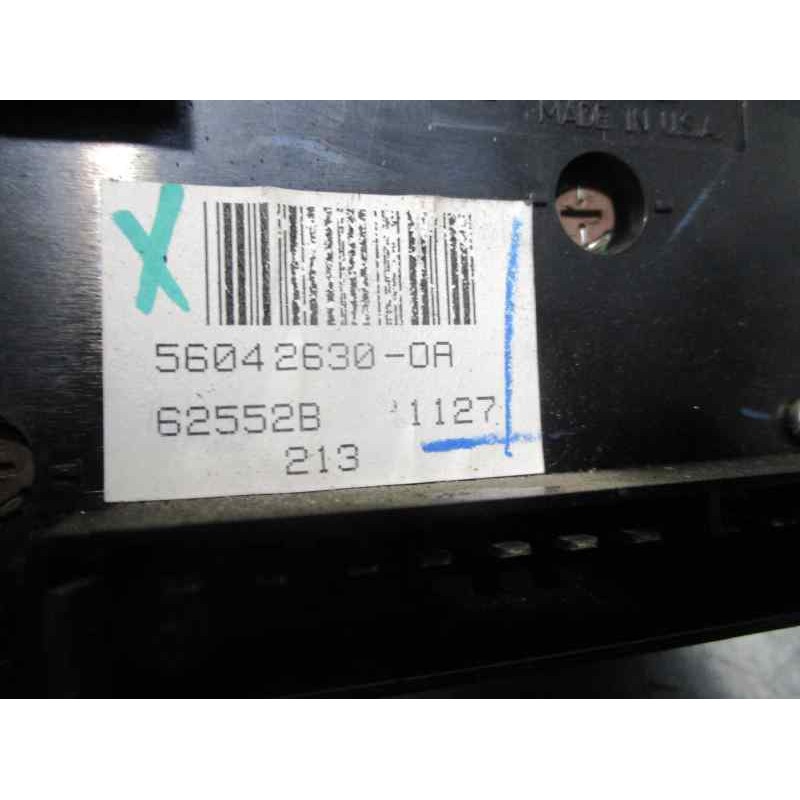 MADE IN U.S.A.
X
56042630-0A
62552B 1127
213